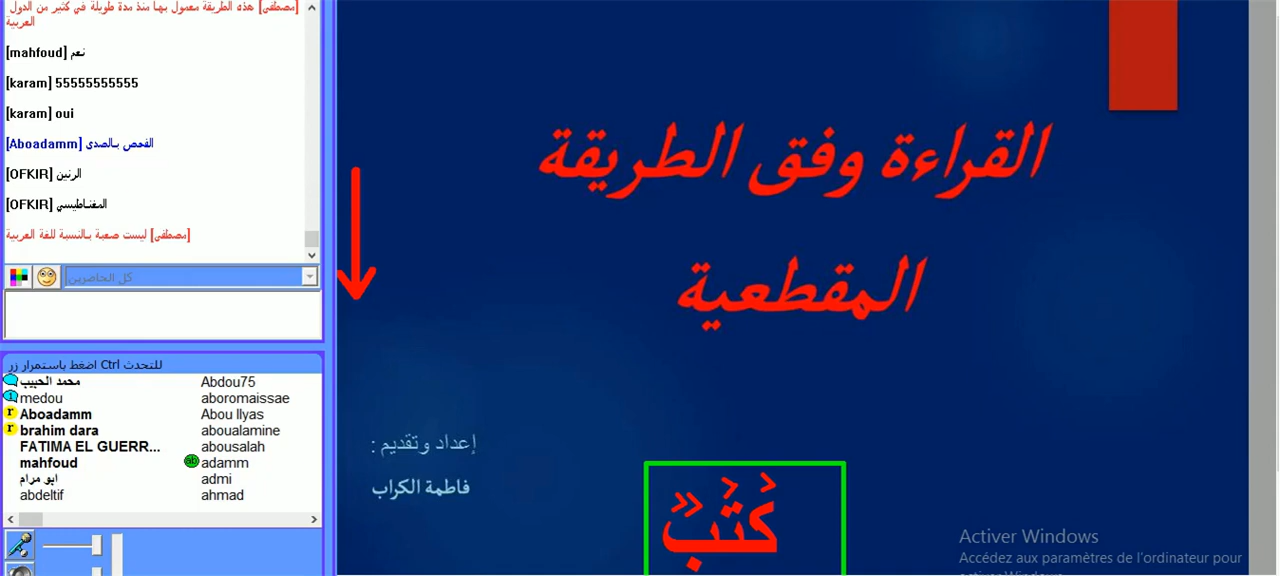 [مصطفى] هذه الطريقة معمول بها منذ مدة طويلة في كثير من الدول
العربية
[mahfoud] نعم
[karam] 55555555555
[karam] oui
[Aboadamm] الفحص بالصدى
[OFKIR] الرنين
[OFKIR] المغناطيسي
[مصطفى] ليست صعبة بالنسبة للغة العربية
كل الحاضرين
للتحدث Ctrl اضغط باستمرار زر
محمد الحبيب Abdou75
medou aboromaissae
Aboadamm Abou Ilyas
brahim dara aboualamine
FATIMA EL GUERR... abousalah
mahfoud adamm
ابو مرام admi
abdeltif ahmad
القراءة وفق الطريقة
المقطعية
إعداد وتقديم :
فاطمة الكراب
Activer Windows
Accédez aux paramètres de l'ordinateur pour